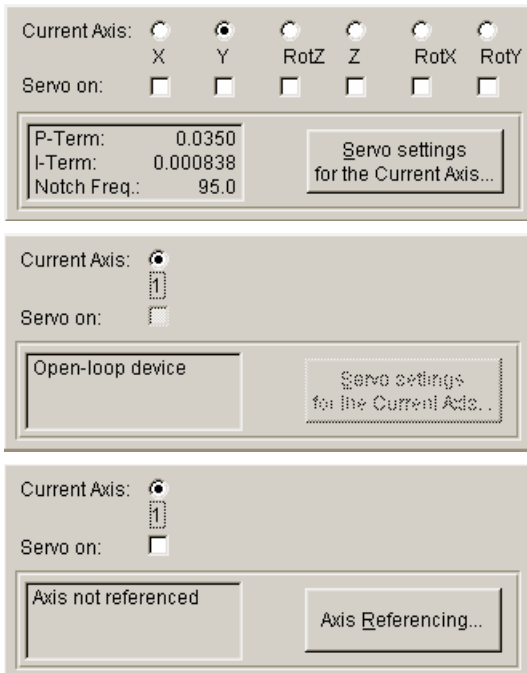 Current Axis:
X Y RotZ Z RotX RotY
Servo on:
P-Term: 0.0350
I-Term: 0.000838
Notch Freq.: 95.0
Servo settings
for the Current Axis...
Current Axis:
1
Servo on:
Open-loop device
Servo settings
for the Current Axis...
Current Axis:
1
Servo on:
Axis not referenced
Axis Referencing...